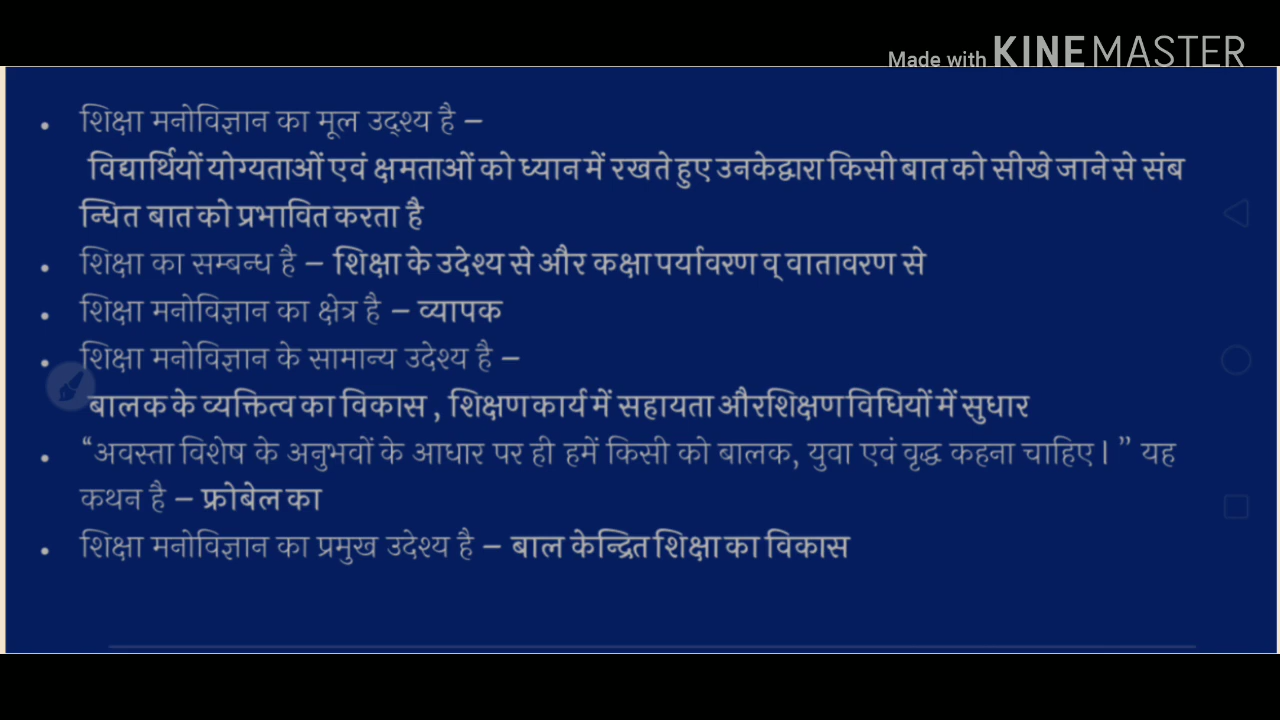 Made with KINEMASTER
• शिक्षा मनोविज्ञान का मूल उद्श्य है –
विद्यार्थियों योग्यताओं एवं क्षमताओं को ध्यान में रखते हुए उनकेद्वारा किसी बात को सीखे जाने से संब
न्धित बात को प्रभावित करता है
• शिक्षा का सम्बन्ध है – शिक्षा के उदेश्य से और कक्षा पर्यावरण व् वातावरण से
• शिक्षा मनोविज्ञान का क्षेत्र है – व्यापक
• शिक्षा मनोविज्ञान के सामान्य उदेश्य है –
बालक के व्यक्तित्व का विकास , शिक्षण कार्य में सहायता औरशिक्षण विधियों में सुधार
• “अवस्ता विशेष के अनुभवों के आधार पर ही हमें किसी को बालक, युवा एवं वृद्ध कहना चाहिए । ” यह
कथन है – फ्रोबेल का
• शिक्षा मनोविज्ञान का प्रमुख उदेश्य है – बाल केन्द्रित शिक्षा का विकास